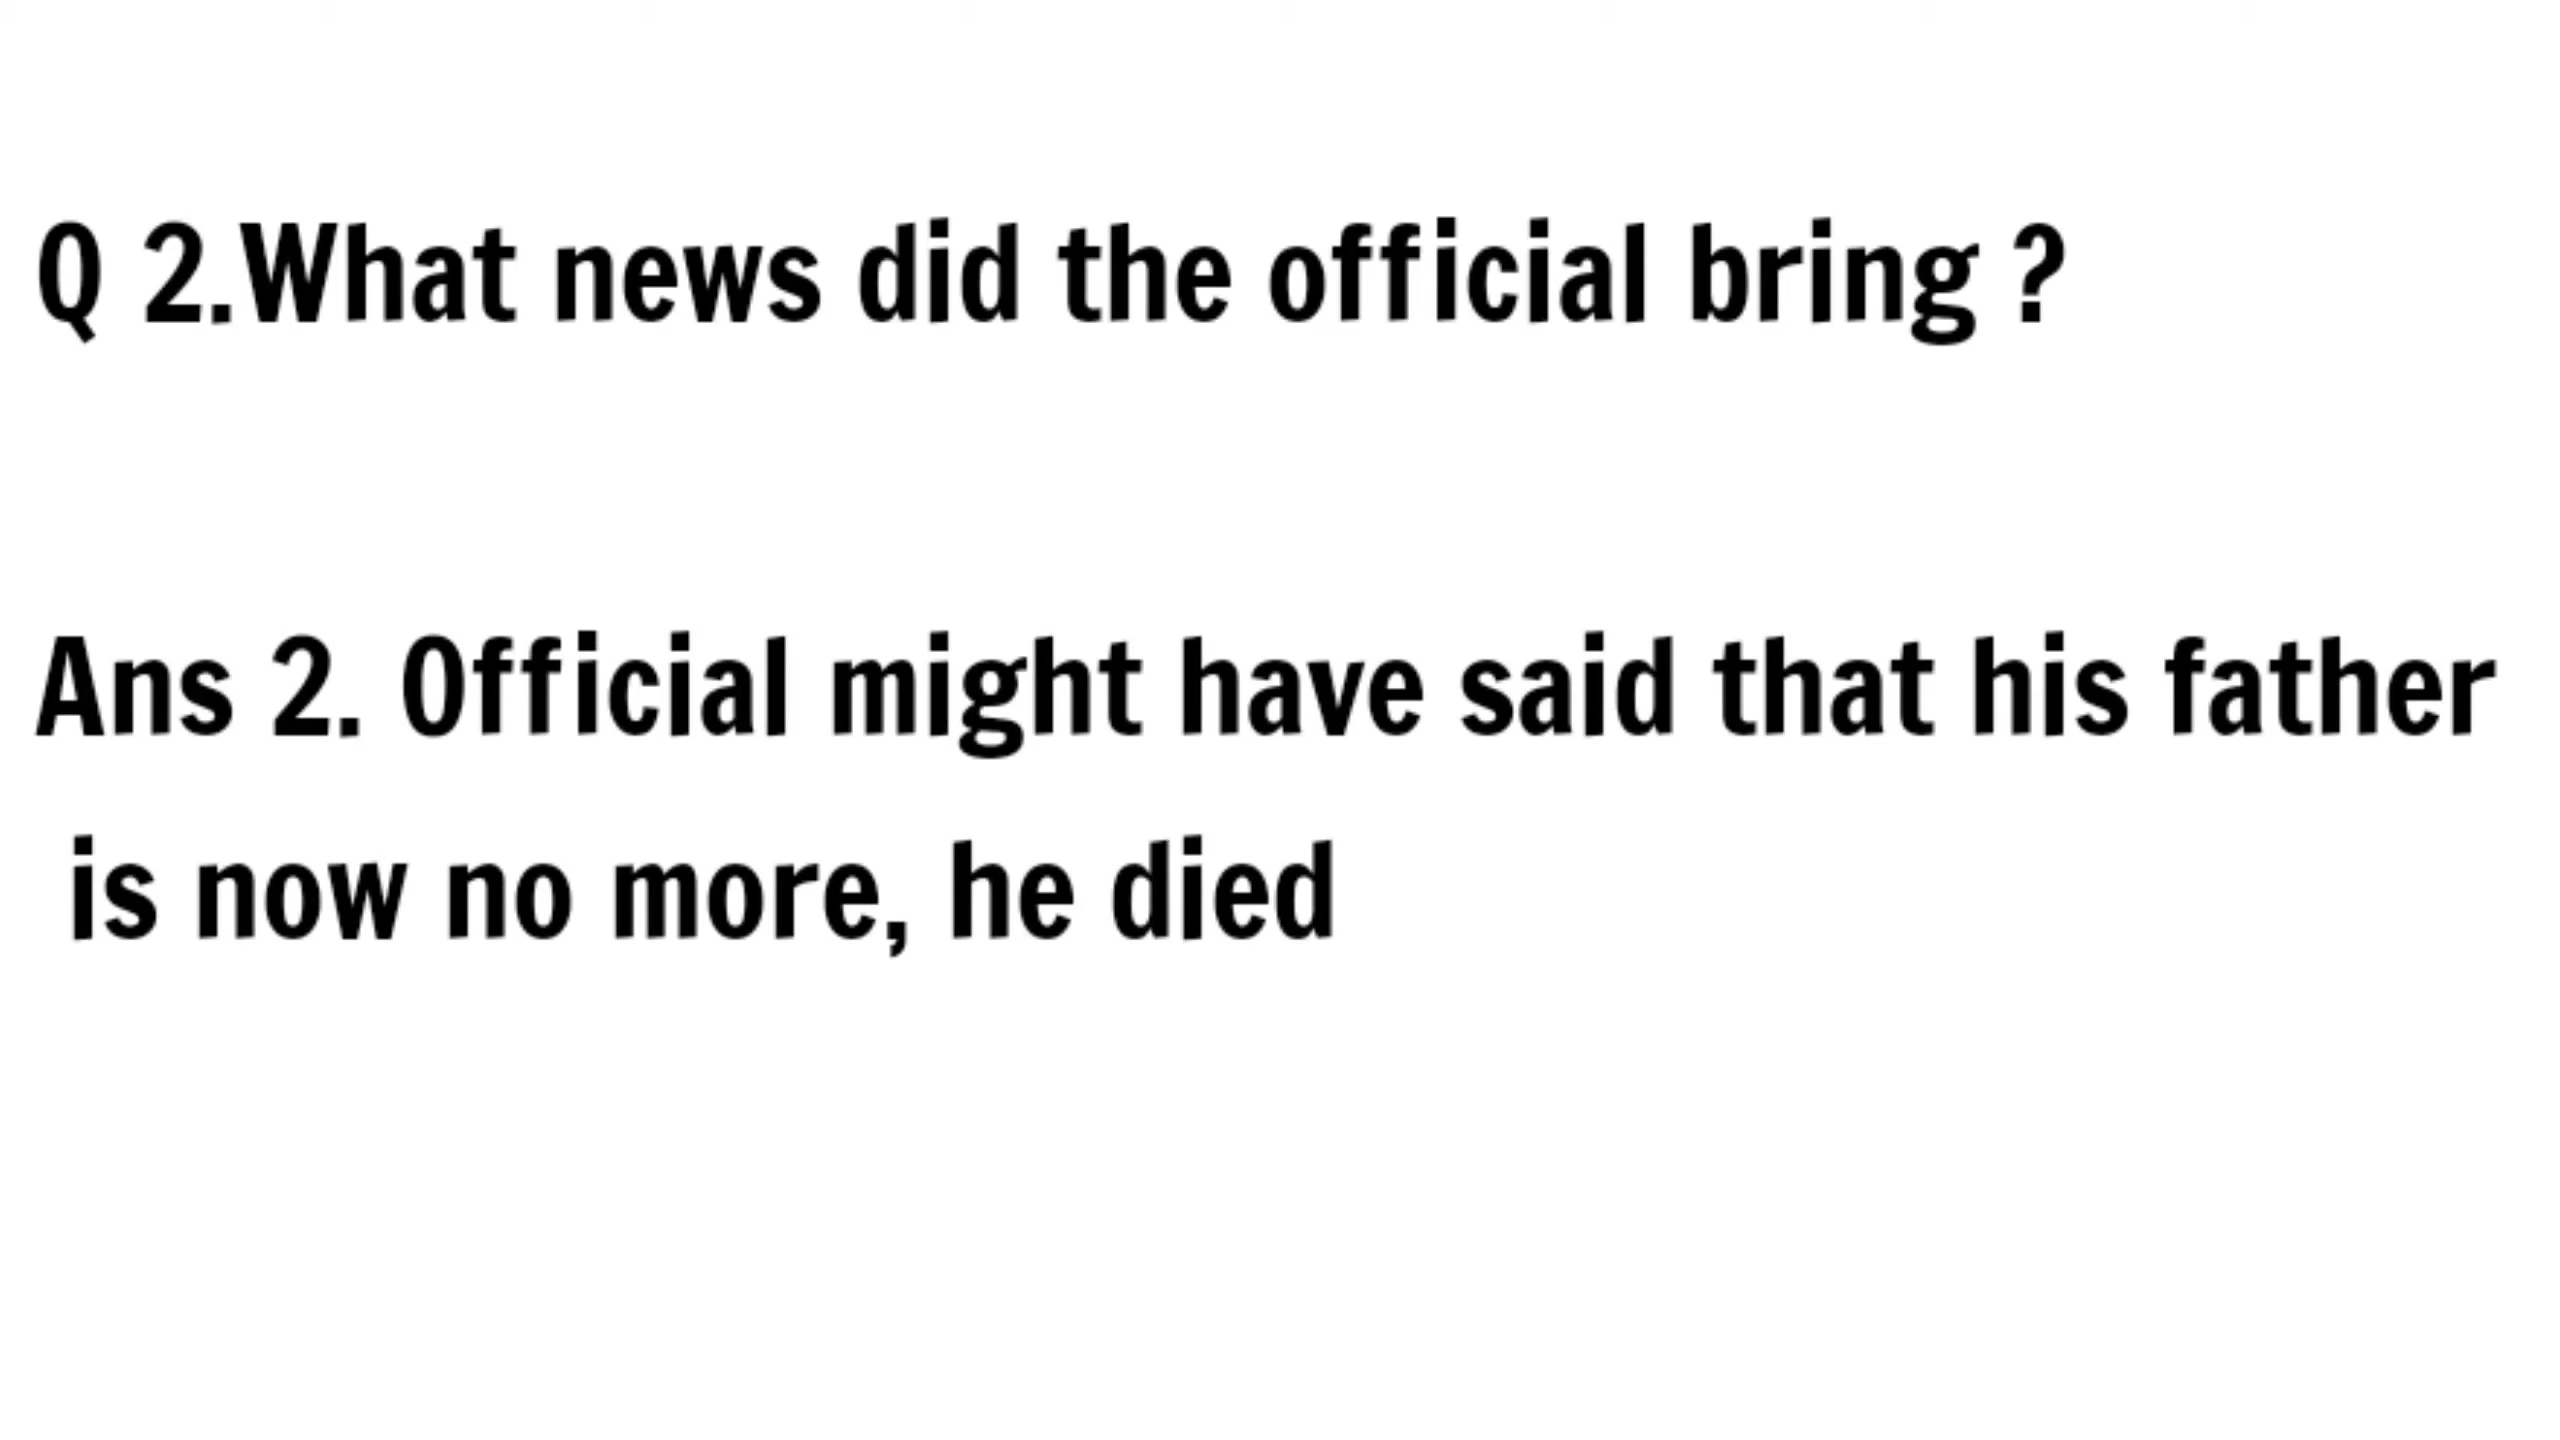 Q 2.What news did the official bring ?
Ans 2. Official might have said that his father
is now no more, he died